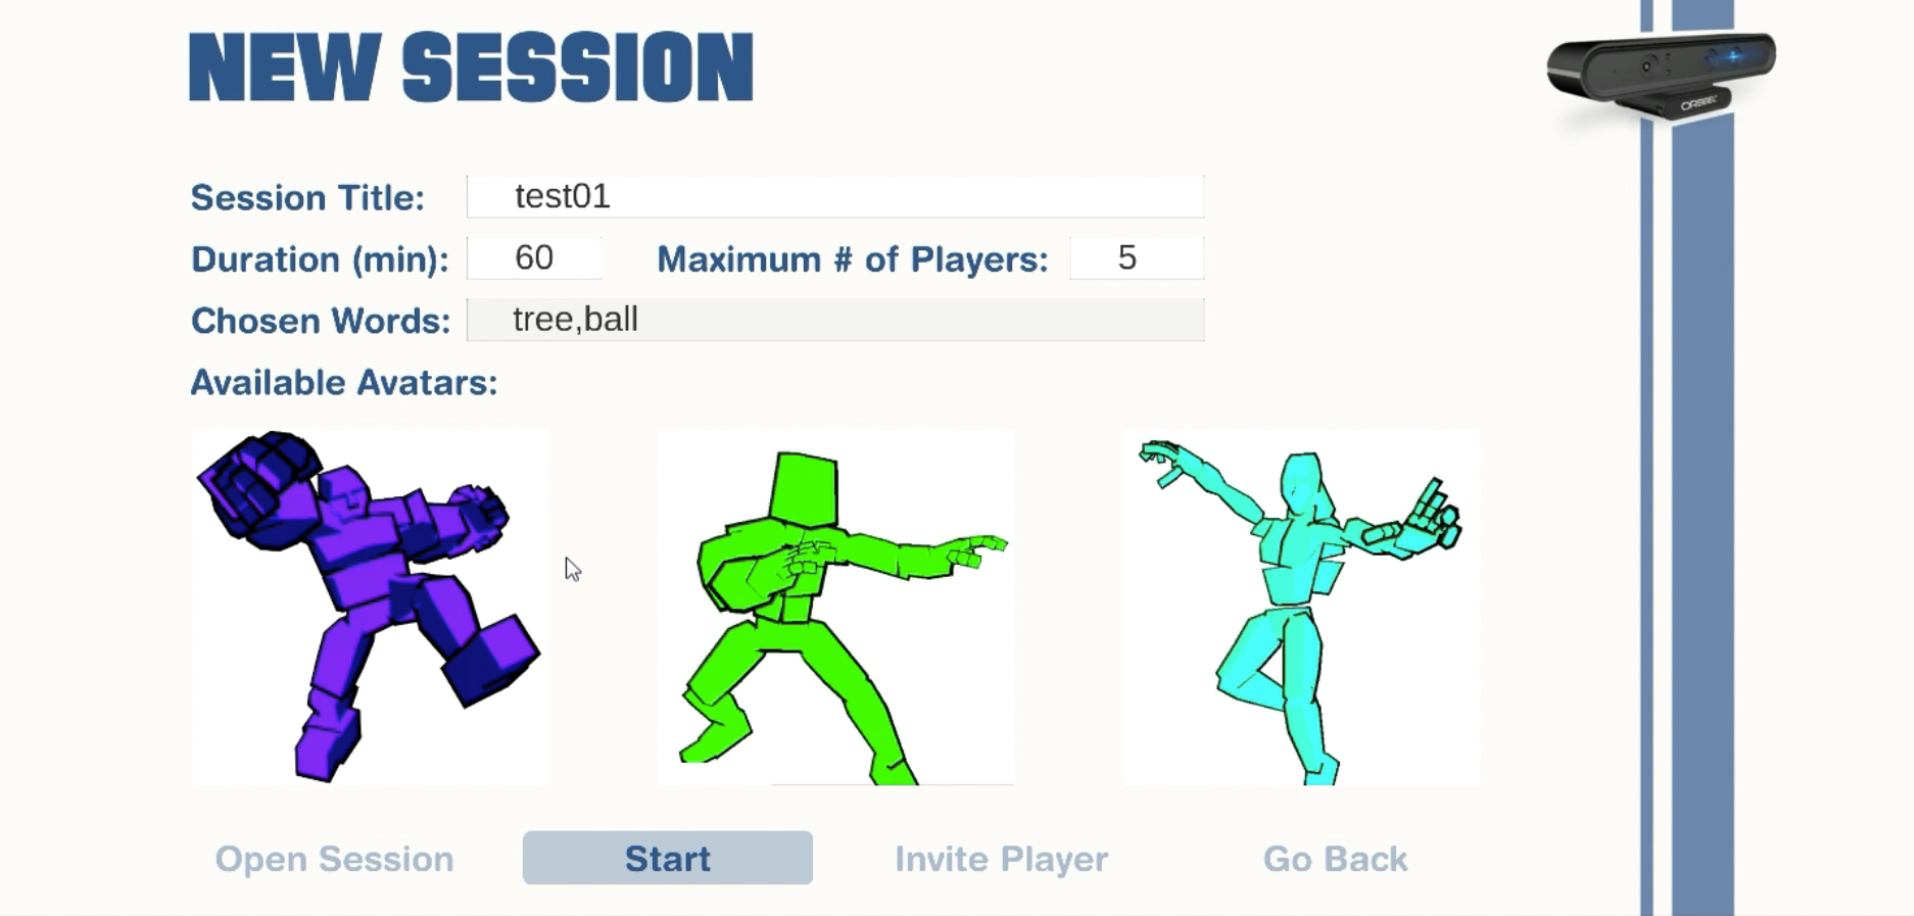 NEW SESSION
ORBBEC
Session Title: test01
Duration (min): 60 Maximum # of Players: 5
Chosen Words: tree,ball
Available Avatars:
Open Session Start Invite Player Go Back